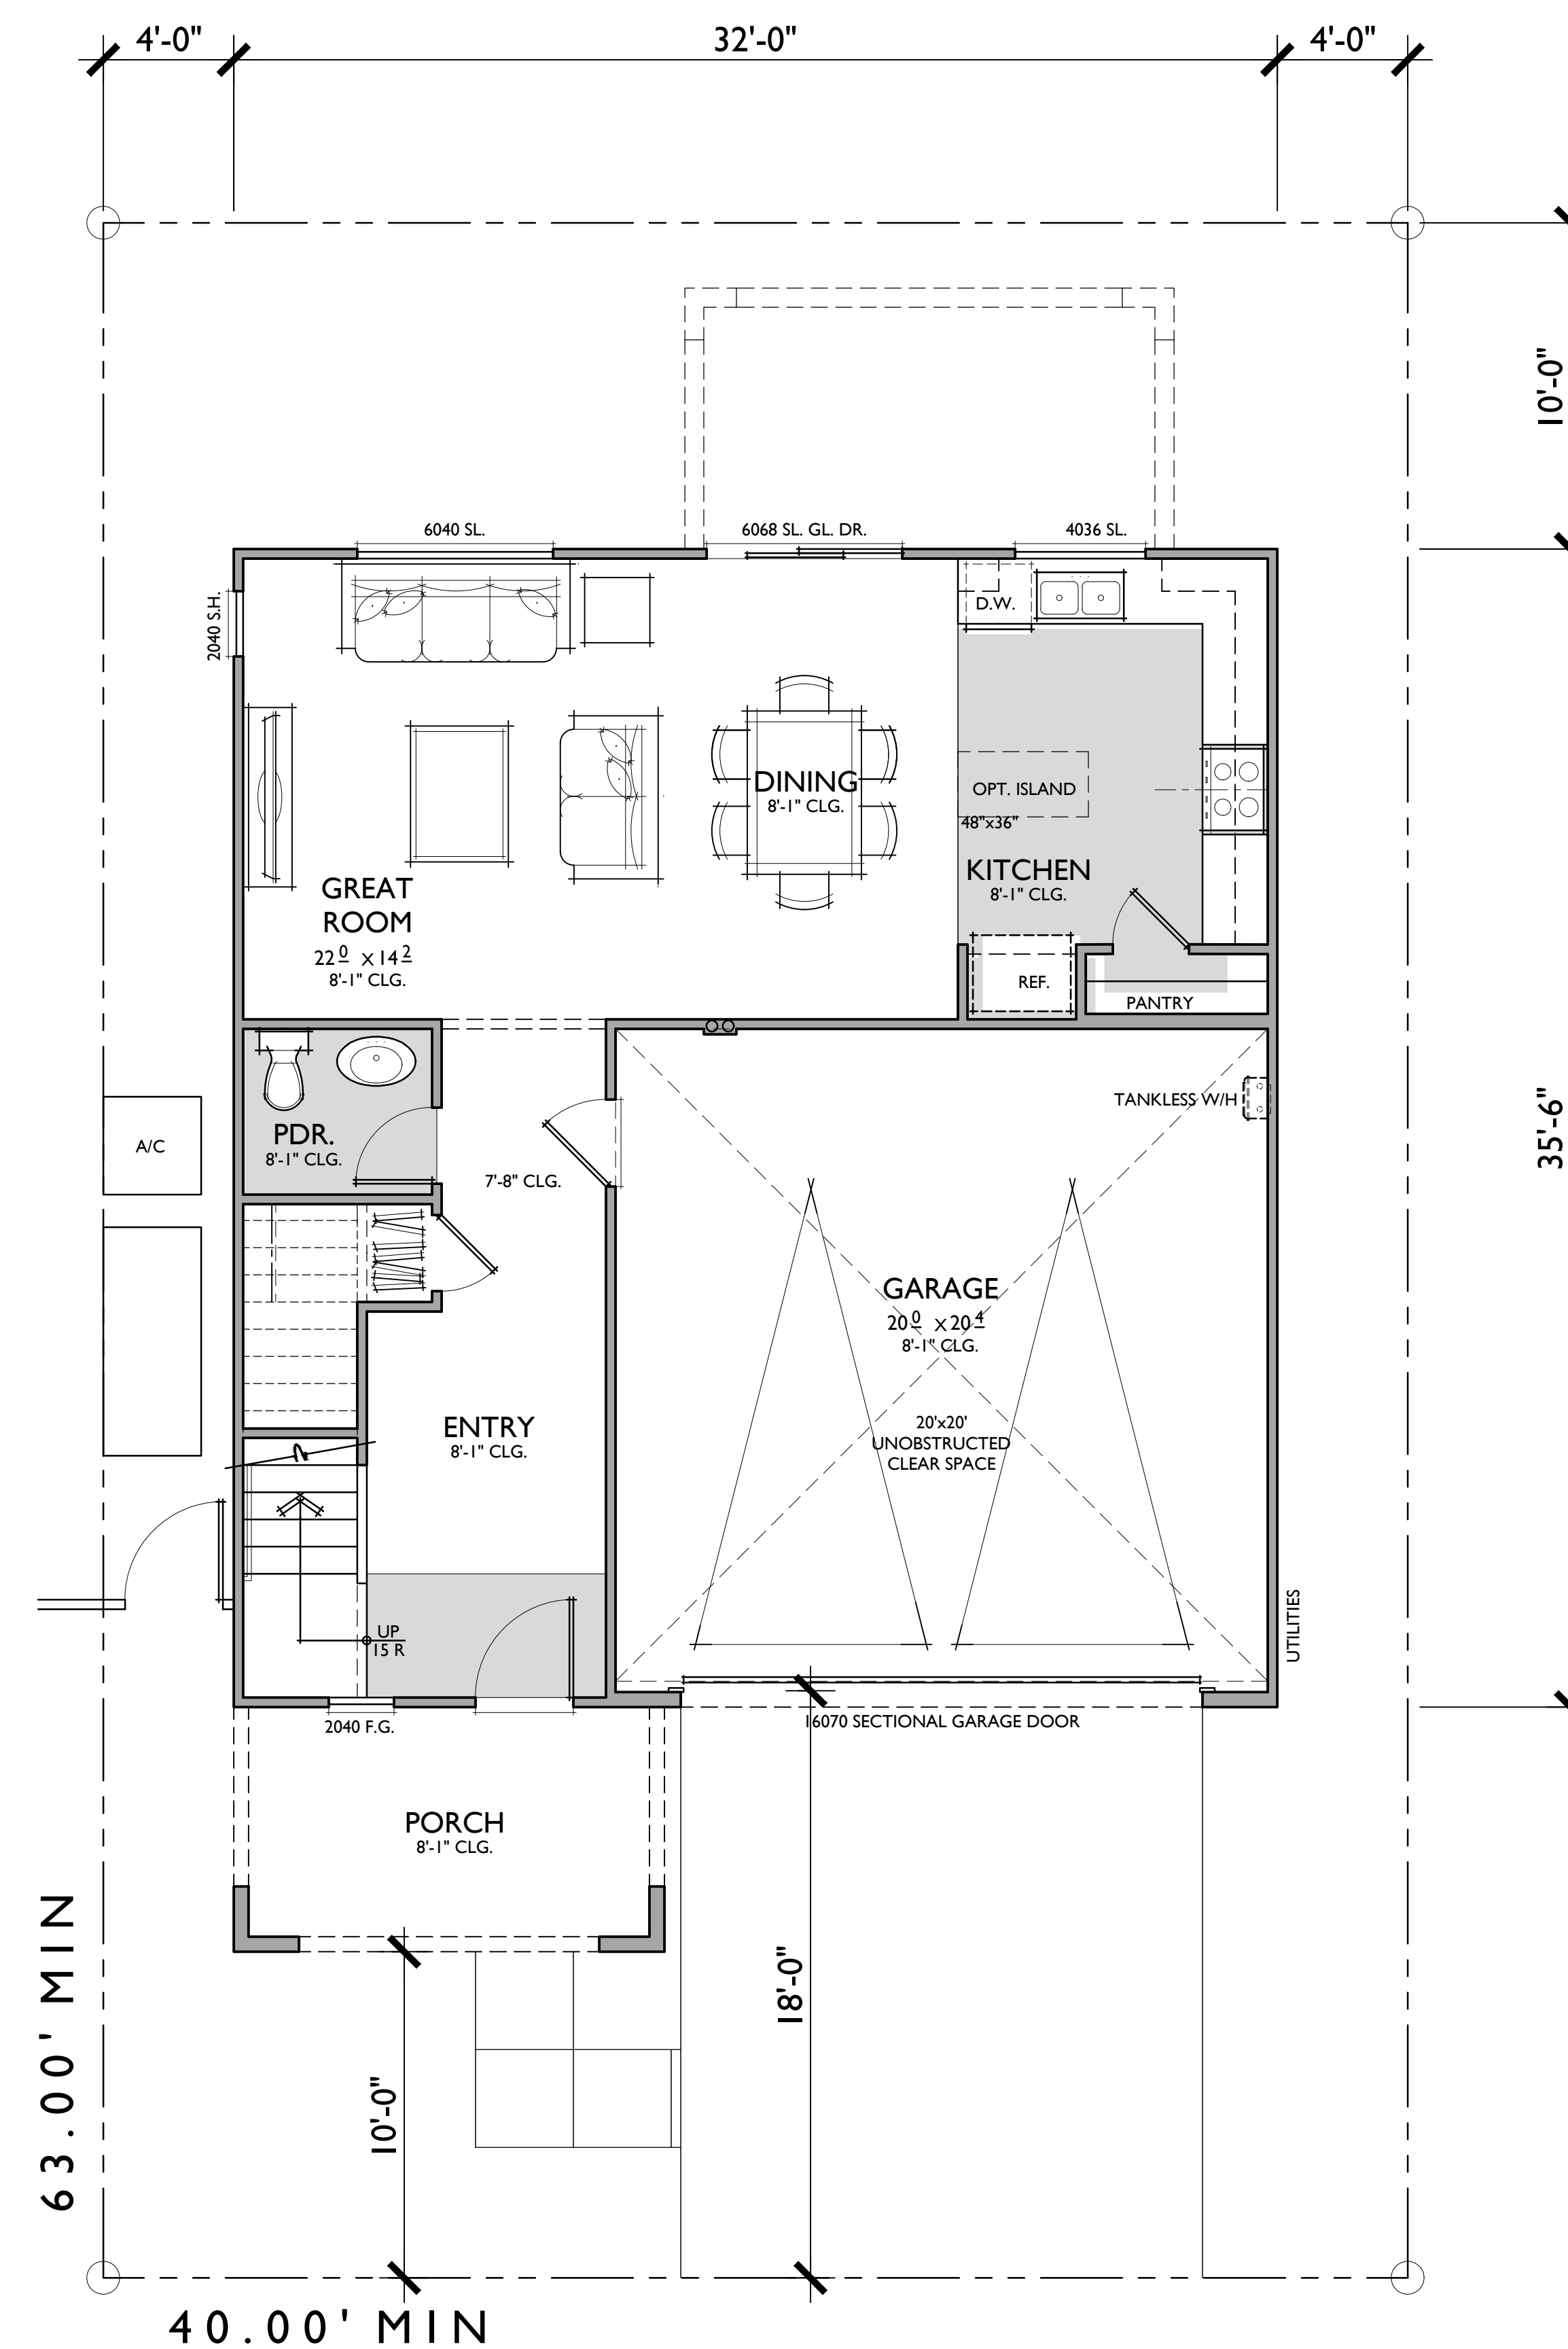 4'-0" 32'-0" 4'-0"
10'-0"
6040 SL. 6068 SL. GL. DR. 4036 SL.
2040 S.H.
D.W.
DINING
8'-1" CLG.
OPT. ISLAND
48"x36"
KITCHEN
8'-1" CLG.
GREAT
ROOM
22 0 x 14 2
8'-1" CLG.
REF.
PANTRY
TANKLESS W/H
35'-6"
A/C
PDR.
8'-1" CLG.
7'-8" CLG.
GARAGE
20 0 x 20 4
8'-1" CLG.
20'x20'
UNOBSTRUCTED
CLEAR SPACE
ENTRY
8'-1" CLG.
UP
15 R
UTILITIES
2040 F.G.
16070 SECTIONAL GARAGE DOOR
PORCH
8'-1" CLG.
18'-0"
10'-0"
63.00' MIN
40.00' MIN